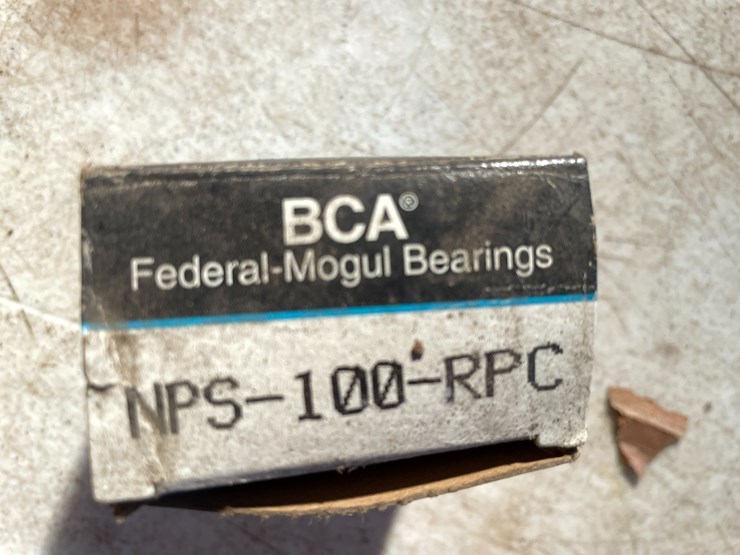 BCA®
Federal-Mogul Bearings
NPS-100-RPC